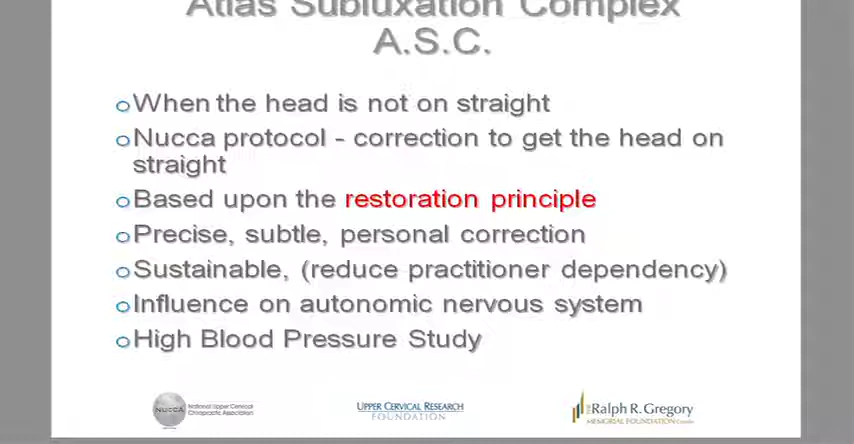 Atlas Subluxation Complex
A.S.C.
When the head is not on straight
Nucca protocol - correction to get the head on
straight
Based upon the restoration principle
Precise, subtle, personal correction
Sustainable, (reduce practitioner dependency)
Influence on autonomic nervous system
High Blood Pressure Study
NUCCA
National Upper Cervical
Chiropractic Association
UPPER CERVICAL RESEARCH
FOUNDATION
THE
Ralph R. Gregory
MEMORIAL FOUNDATION